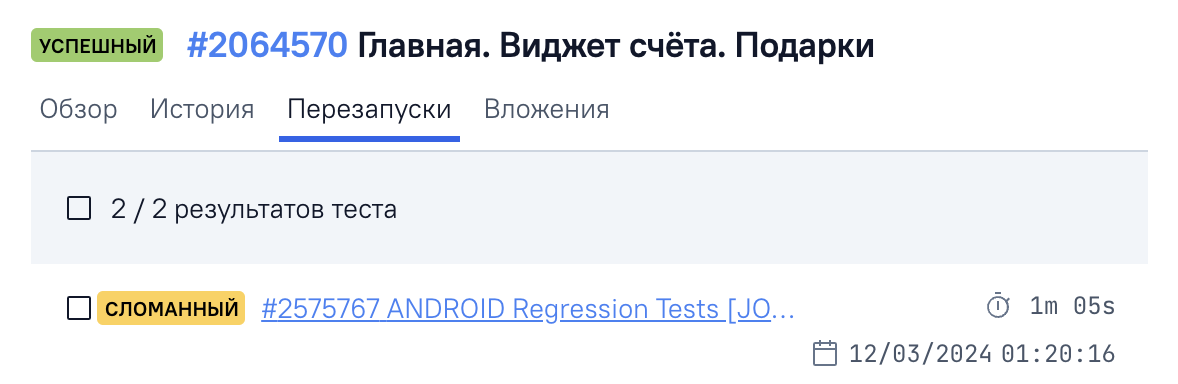 УСПЕШНЫЙ #2064570 Главная. Виджет счёта. Подарки
Обзор История Перезапуски Вложения
2 / 2 результатов теста
СЛОМАННЫЙ #2575767 ANDROID Regression Tests [JO... 1m 05s
12/03/2024 01:20:16